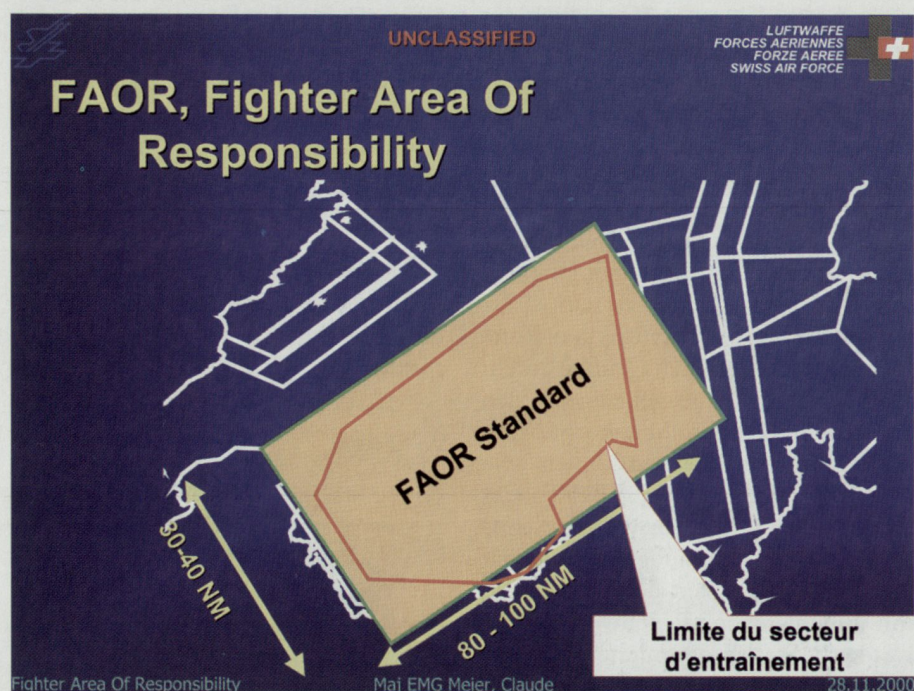 UNCLASSIFIED
LUFTWAFFE
FORCES AERIENNES
FORZE AEREE
SWISS AIR FORCE
FAOR, Fighter Area Of
Responsibility
FAOR Standard
30-40 NM
80 - 100 NM
Limite du secteur
d'entraînement
Fighter Area Of Responsibility
Maj EMG Meier, Claude
28.11.2000